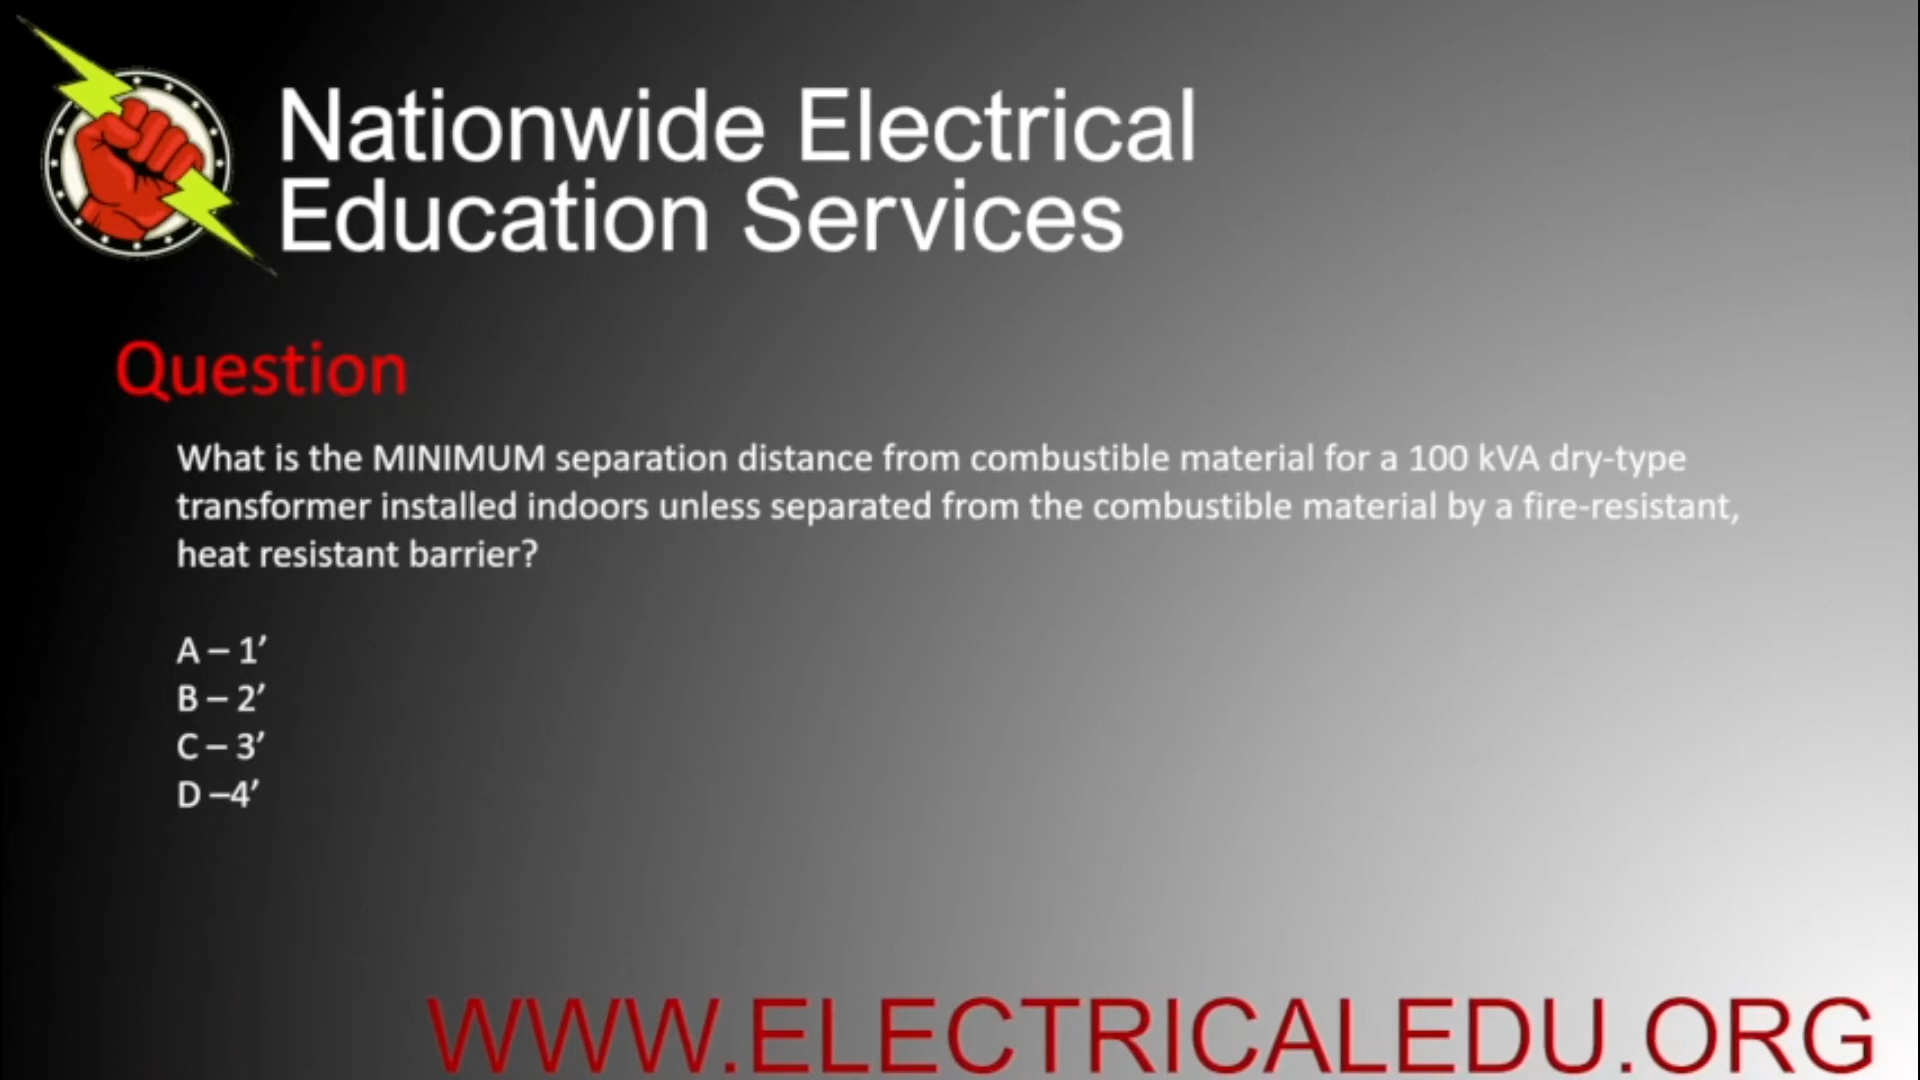 Nationwide Electrical
Education Services
Question
What is the MINIMUM separation distance from combustible material for a 100 kVA dry-type
transformer installed indoors unless separated from the combustible material by a fire-resistant,
heat resistant barrier?
A – 1’
B – 2’
C – 3’
D –4’
WWW.ELECTRICALEDU.ORG